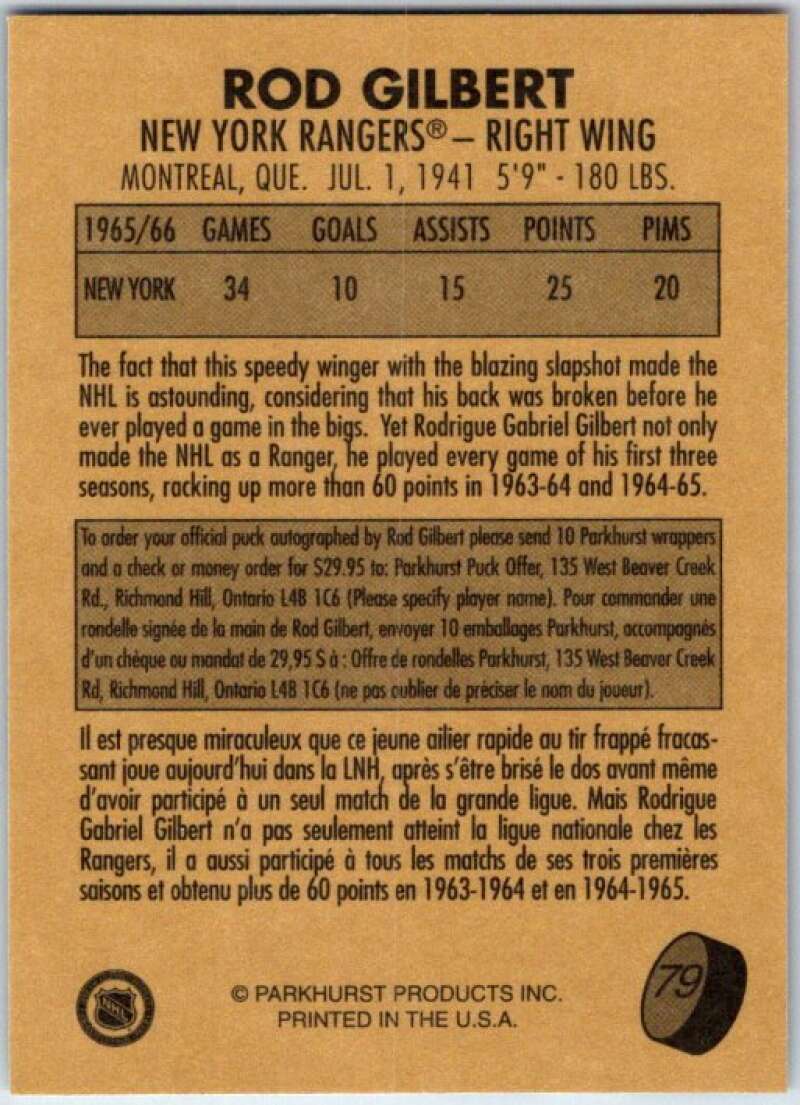 ROD GILBERT
NEW YORK RANGERS® – RIGHT WING
MONTREAL, QUE. JUL. 1, 1941 5'9" - 180 LBS.
1965/66 GAMES GOALS ASSISTS POINTS PIMS
NEW YORK 34 10 15 25 20
The fact that this speedy winger with the blazing slapshot made the
NHL is astounding, considering that his back was broken before he
ever played a game in the bigs. Yet Rodrigue Gabriel Gilbert not only
made the NHL as a Ranger, he played every game of his first three
seasons, racking up more than 60 points in 1963-64 and 1964-65.
To order your official puck autographed by Rod Gilbert please send 10 Parkhurst wrappers
and a check or money order for $29.95 to: Parkhurst Puck Offer, 135 West Beaver Creek
Rd., Richmond Hill, Ontario L4B 1C6 (Please specify player name). Pour commander une
rondelle signée de la main de Rod Gilbert, envoyer 10 emballages Parkhurst, accompagnés
d'un chèque ou mandat de 29,95 $ à : Offre de rondelles Parkhurst, 135 West Beaver Creek
Rd, Richmond Hill, Ontario L4B 1C6 (ne pas oublier de préciser le nom du joueur).
Il est presque miraculeux que ce jeune ailier rapide au tir frappé fracas-
sant joue aujourd'hui dans la LNH, après s'être brisé le dos avant même
d'avoir participé à un seul match de la grande ligue. Mais Rodrigue
Gabriel Gilbert n'a pas seulement atteint la ligue nationale chez les
Rangers, il a aussi participé à tous les matchs de ses trois premières
saisons et obtenu plus de 60 points en 1963-1964 et en 1964-1965.
NHL
© PARKHURST PRODUCTS INC.
PRINTED IN THE U.S.A.
79